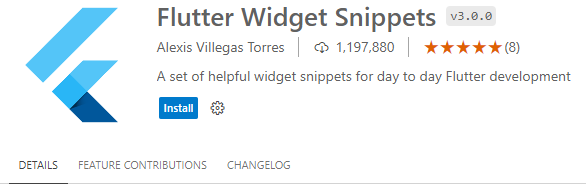 Flutter Widget Snippets v3.0.0
Alexis Villegas Torres 1,197,880 (8)
A set of helpful widget snippets for day to day Flutter development
Install
DETAILS FEATURE CONTRIBUTIONS CHANGELOG